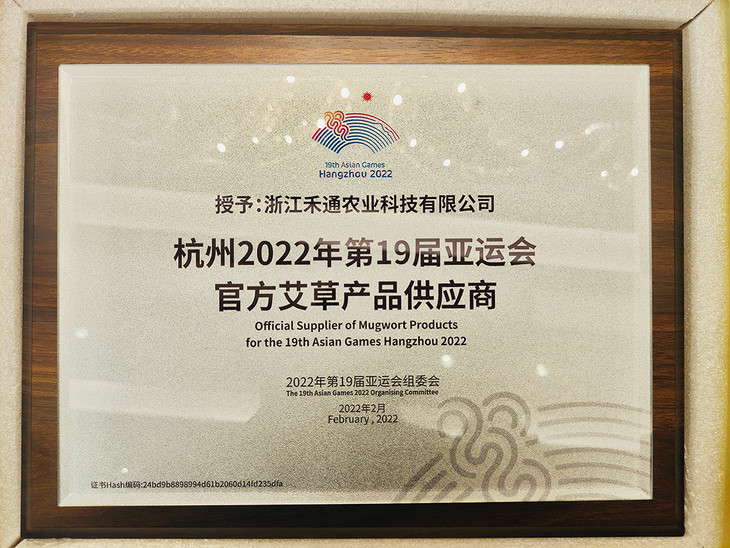 19th Asian Games
Hangzhou 2022
授予:浙江禾通农业科技有限公司
杭州2022年第19届亚运会
官方艾草产品供应商
Official Supplier of Mugwort Products
for the 19th Asian Games Hangzhou 2022
2022年第19届亚运会组委会
The 19th Asian Games 2022 Organising Committee
2022年2月
February , 2022
证书Hash编码:24bd9b8898994d61b2060d14fd235dfa